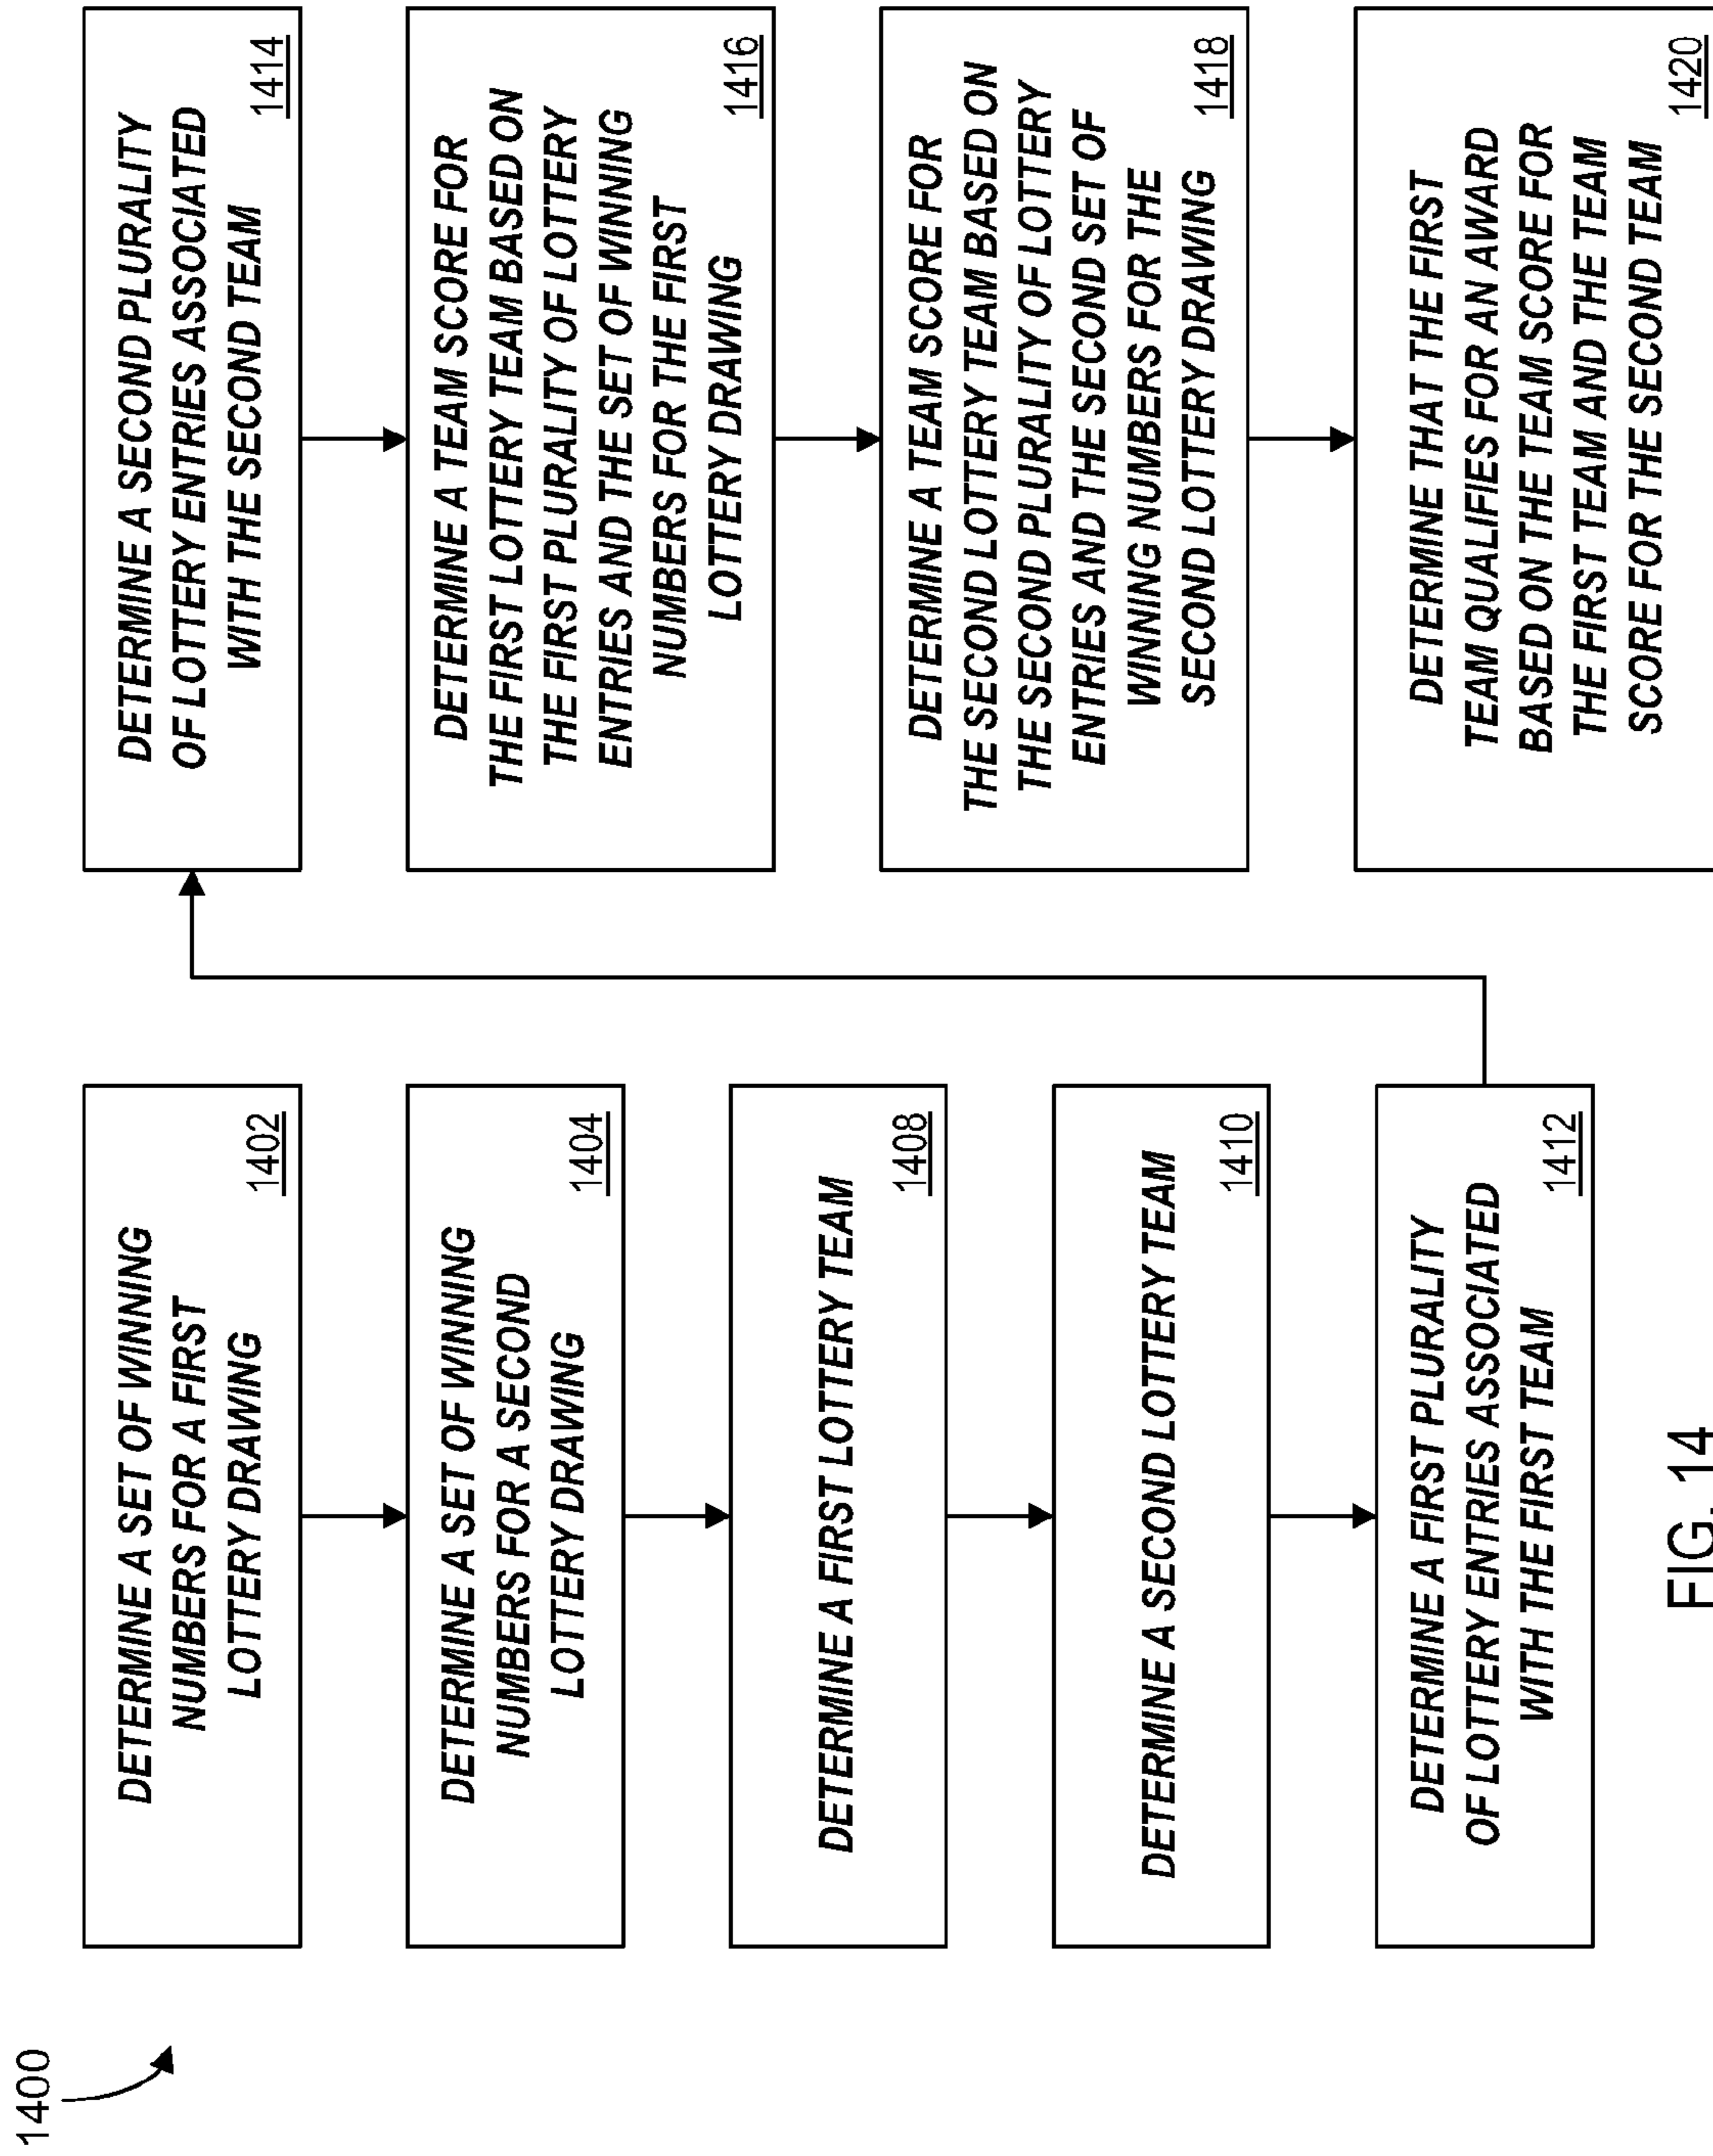 1400
DETERMINE A SET OF WINNING
NUMBERS FOR A FIRST
LOTTERY DRAWING
1402
DETERMINE A SET OF WINNING
NUMBERS FOR A SECOND
LOTTERY DRAWING
1404
DETERMINE A FIRST LOTTERY TEAM
1408
DETERMINE A SECOND LOTTERY TEAM
1410
DETERMINE A FIRST PLURALITY
OF LOTTERY ENTRIES ASSOCIATED
WITH THE FIRST TEAM
1412
DETERMINE A SECOND PLURALITY
OF LOTTERY ENTRIES ASSOCIATED
WITH THE SECOND TEAM
1414
DETERMINE A TEAM SCORE FOR
THE FIRST LOTTERY TEAM BASED ON
THE FIRST PLURALITY OF LOTTERY
ENTRIES AND THE SET OF WINNING
NUMBERS FOR THE FIRST
LOTTERY DRAWING
1416
DETERMINE A TEAM SCORE FOR
THE SECOND LOTTERY TEAM BASED ON
THE SECOND PLURALITY OF LOTTERY
ENTRIES AND THE SECOND SET OF
WINNING NUMBERS FOR THE
SECOND LOTTERY DRAWING
1418
DETERMINE THAT THE FIRST
TEAM QUALIFIES FOR AN AWARD
BASED ON THE TEAM SCORE FOR
THE FIRST TEAM AND THE TEAM
SCORE FOR THE SECOND TEAM
1420
FIG. 14